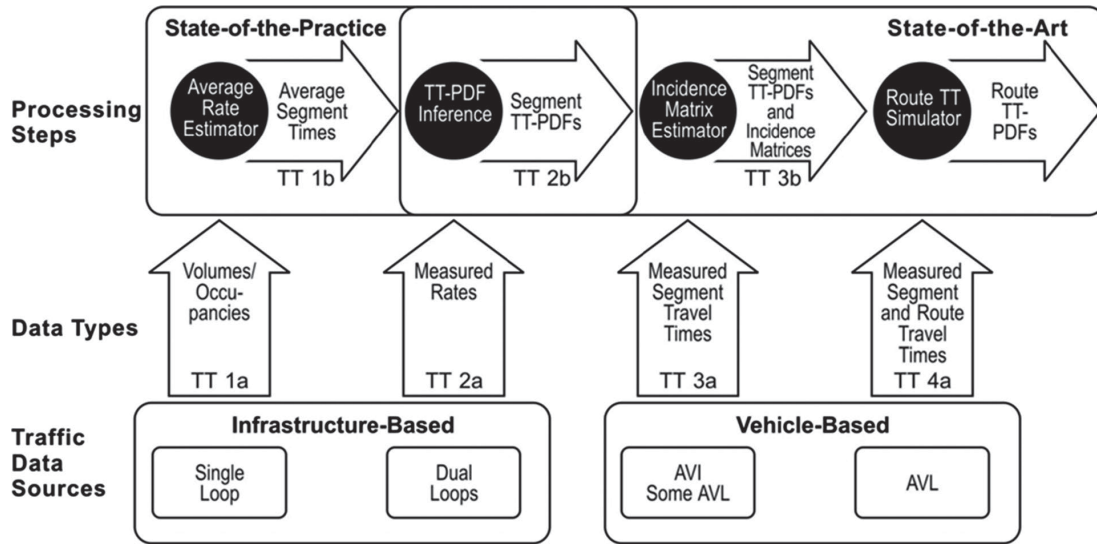 State-of-the-Practice
State-of-the-Art
Processing
Steps
Average
Rate
Estimator
Average
Segment
Times
TT 1b
TT-PDF
Inference
Segment
TT-PDFs
TT 2b
Incidence
Matrix
Estimator
Segment
TT-PDFs
and
Incidence
Matrices
TT 3b
Route TT
Simulator
Route
TT-
PDFs
Data Types
Volumes/
Occu-
pancies
TT 1a
Measured
Rates
TT 2a
Measured
Segment
Travel
Times
TT 3a
Measured
Segment
and Route
Travel
Times
TT 4a
Traffic
Data
Sources
Infrastructure-Based
Single
Loop
Dual
Loops
Vehicle-Based
AVI
Some AVL
AVL